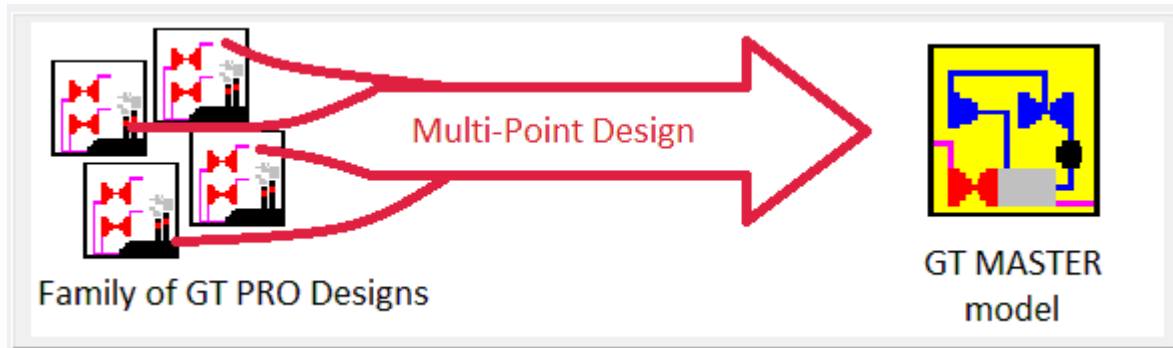 Multi-Point Design
Family of GT PRO Designs
GT MASTER
model